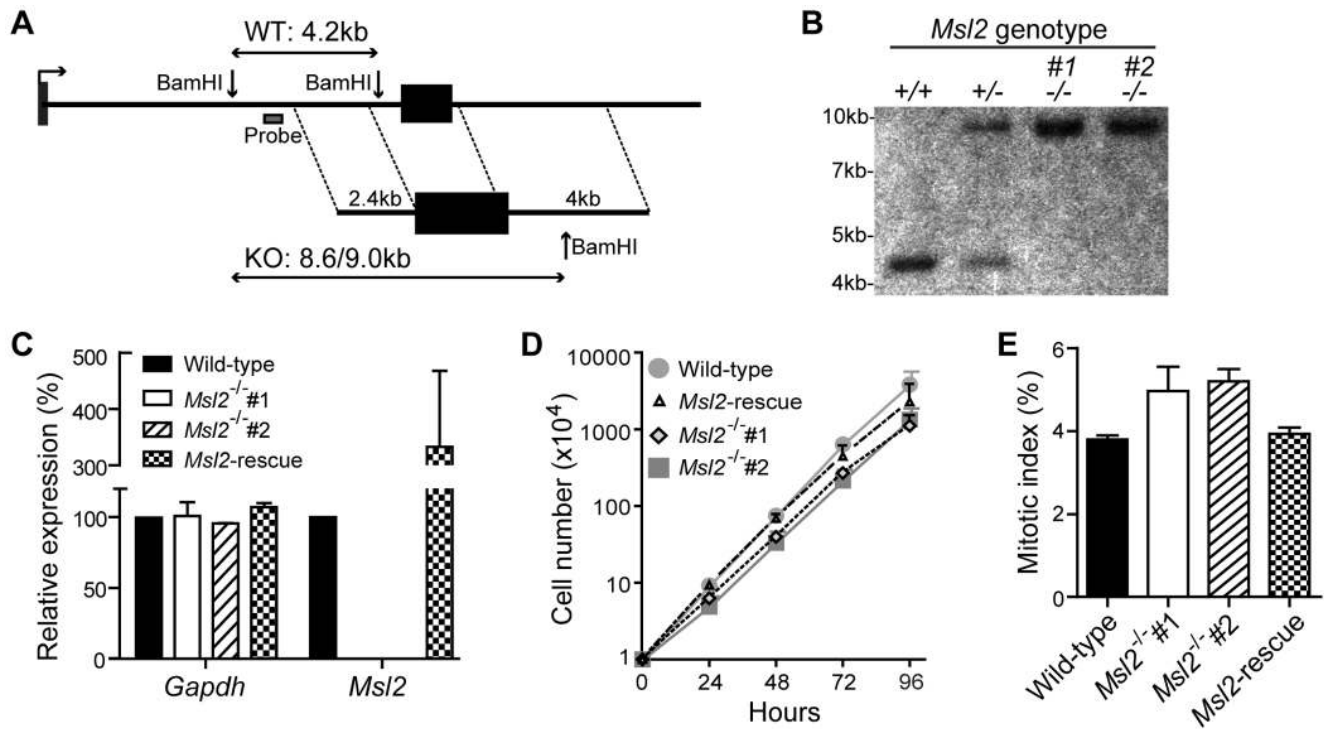 A
WT: 4.2kb
BamHI
BamHI
Probe
2.4kb
4kb
BamHI
KO: 8.6/9.0kb
B
Msl2 genotype
#1 #2
+/+ +/- -/- -/-
10kb-
7kb-
5kb-
4kb-
C
Relative expression (%)
500
400
300
100
50
0
Wild-type
Msl2-/-#1
Msl2-/-#2
Msl2-rescue
Gapdh Msl2
D
Cell number (x10^4)
10000
1000
100
10
1
Wild-type
Msl2-rescue
Msl2-/-#1
Msl2-/-#2
0 24 48 72 96
Hours
E
Mitotic index (%)
6
4
2
0
Wild-type
Msl2-/-#1
Msl2-/-#2
Msl2-rescue